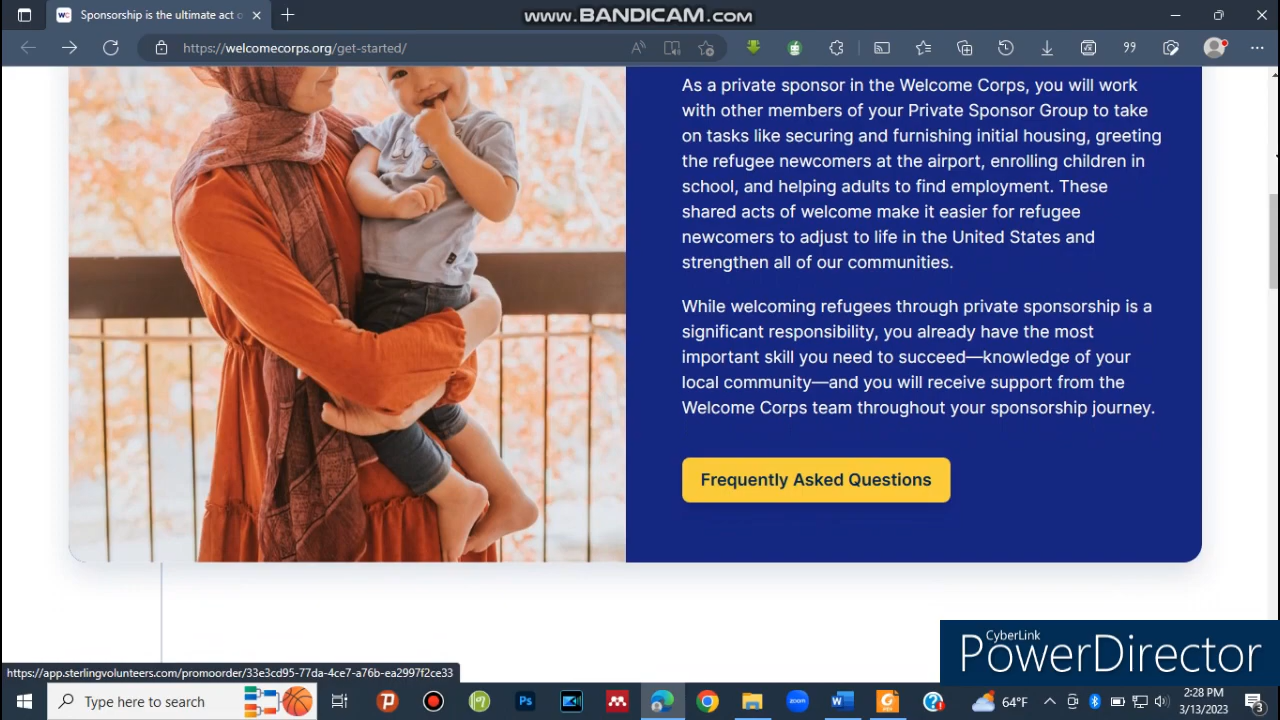 Sponsorship is the ultimate act o
www.BANDICAM.com
https://welcomecorps.org/get-started/
As a private sponsor in the Welcome Corps, you will work
with other members of your Private Sponsor Group to take
on tasks like securing and furnishing initial housing, greeting
the refugee newcomers at the airport, enrolling children in
school, and helping adults to find employment. These
shared acts of welcome make it easier for refugee
newcomers to adjust to life in the United States and
strengthen all of our communities.
While welcoming refugees through private sponsorship is a
significant responsibility, you already have the most
important skill you need to succeed—knowledge of your
local community—and you will receive support from the
Welcome Corps team throughout your sponsorship journey.
Frequently Asked Questions
CyberLink
PowerDirector
https://app.sterlingvolunteers.com/promoorder/33e3cd95-77da-4ce7-a76b-ea2997f2ce33
Type here to search
Ps
zoom
64°F
2:28 PM
3/13/2023
3